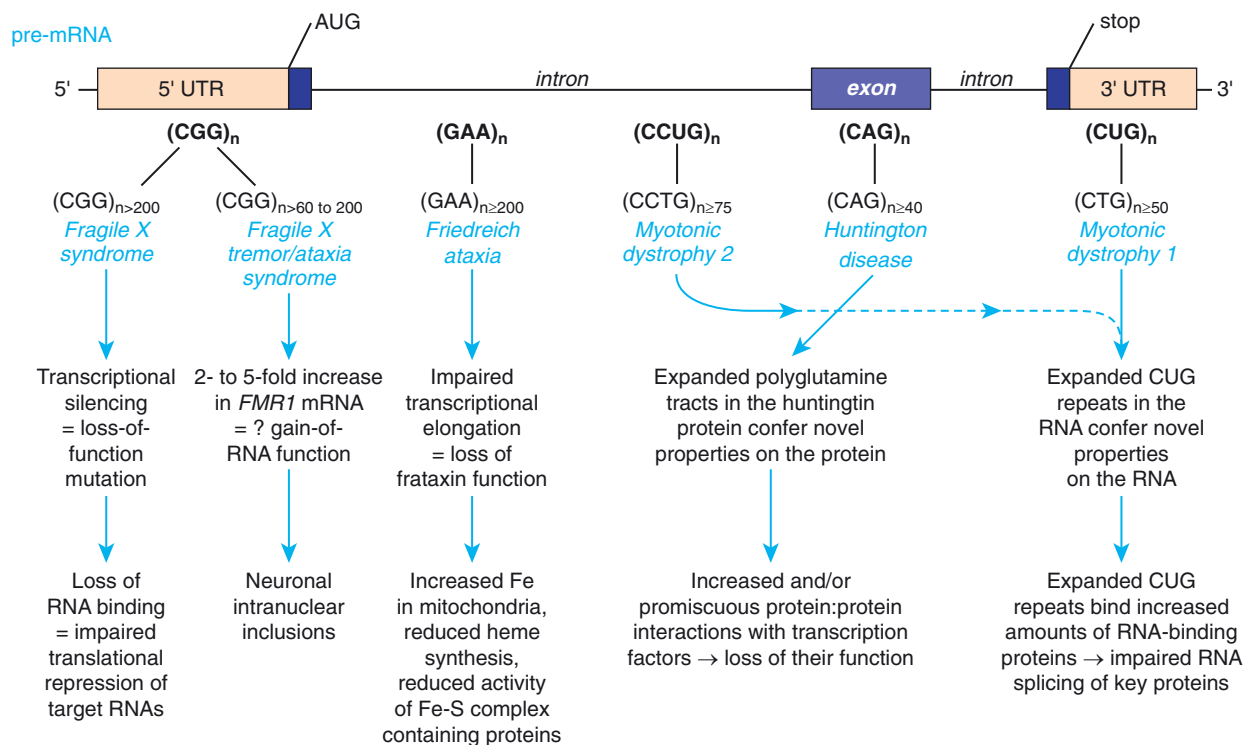 pre-mRNA
AUG
stop
5'
5' UTR
intron
exon
intron
3' UTR
3'
(CGG)n
(GAA)n
(CCUG)n
(CAG)n
(CUG)n
(CGG)n>200
Fragile X
syndrome
(CGG)n>60 to 200
Fragile X
tremor/ataxia
syndrome
(GAA)n≥200
Friedreich
ataxia
(CCTG)n≥75
Myotonic
dystrophy 2
(CAG)n≥40
Huntington
disease
(CTG)n≥50
Myotonic
dystrophy 1
Transcriptional
silencing
= loss-of-
function
mutation
2- to 5-fold increase
in FMR1 mRNA
= ? gain-of-
RNA function
Impaired
transcriptional
elongation
= loss of
frataxin function
Expanded polyglutamine
tracts in the huntingtin
protein confer novel
properties on the protein
Expanded CUG
repeats in the
RNA confer novel
properties
on the RNA
Loss of
RNA binding
= impaired
translational
repression of
target RNAs
Neuronal
intranuclear
inclusions
Increased Fe
in mitochondria,
reduced heme
synthesis,
reduced activity
of Fe-S complex
containing proteins
Increased and/or
promiscuous protein:protein
interactions with transcription
factors → loss of their function
Expanded CUG
repeats bind increased
amounts of RNA-binding
proteins → impaired RNA
splicing of key proteins